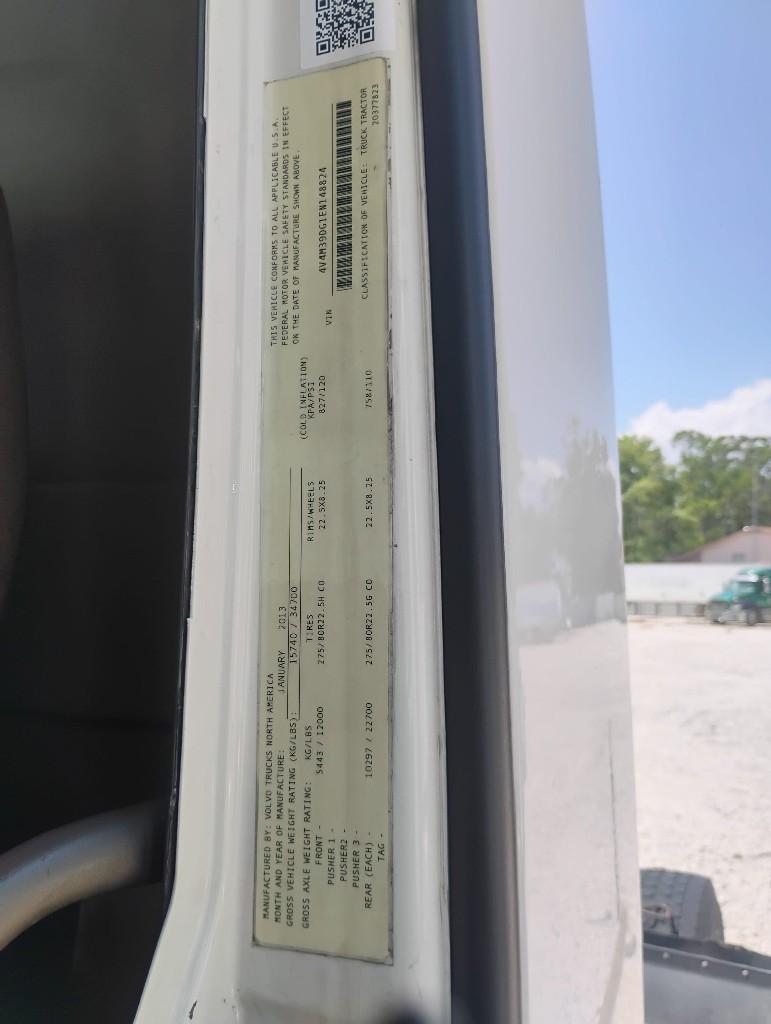 MANUFACTURED BY: VOLVO TRUCKS NORTH AMERICA
MONTH AND YEAR OF MANUFACTURE: JANUARY 2013
GROSS VEHICLE WEIGHT RATING (KG/LBS): 15740 / 34700
GROSS AXLE WEIGHT RATING: KG/LBS TIRES RIMS/WHEELS (COLD INFLATION) KPA/PSI
FRONT - 5443 / 12000 275/80R22.5H CO 22.5X8.25 827/120
PUSHER 1 -
PUSHER2 -
PUSHER 3 -
REAR (EACH) - 10297 / 22700 275/80R22.5G CO 22.5X8.25 758/110
TAG -
THIS VEHICLE CONFORMS TO ALL APPLICABLE U.S.A.
FEDERAL MOTOR VEHICLE SAFETY STANDARDS IN EFFECT
ON THE DATE OF MANUFACTURE SHOWN ABOVE.
VIN 4V4M39DG1EN148824
CLASSIFICATION OF VEHICLE: TRUCK TRACTOR
20377823